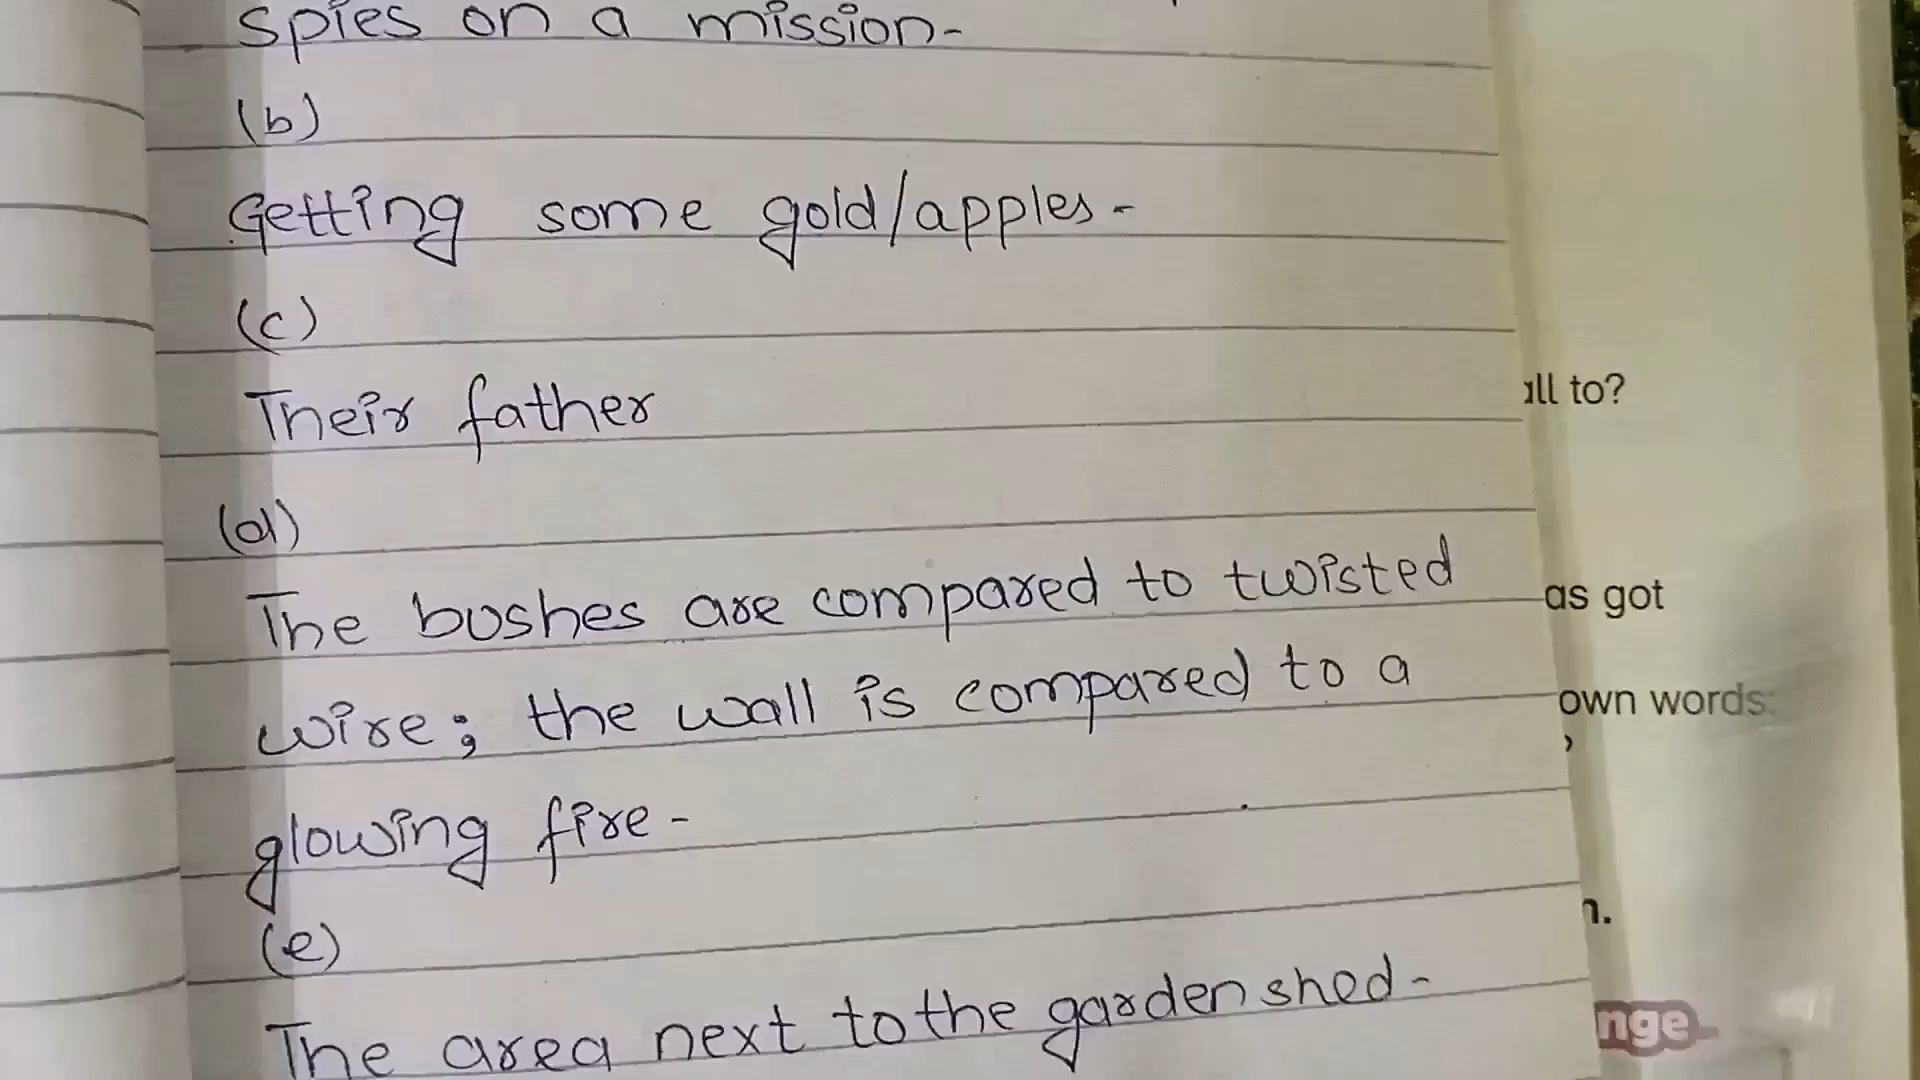 spies on a mission-
(b)
Getting some gold/apples-
(c)
Their father
all to?
(d)
The bushes are compared to twisted
as got
wire; the wall is compared to a
own words:
glowing fire-
(e)
The area next to the garden shed-
nge